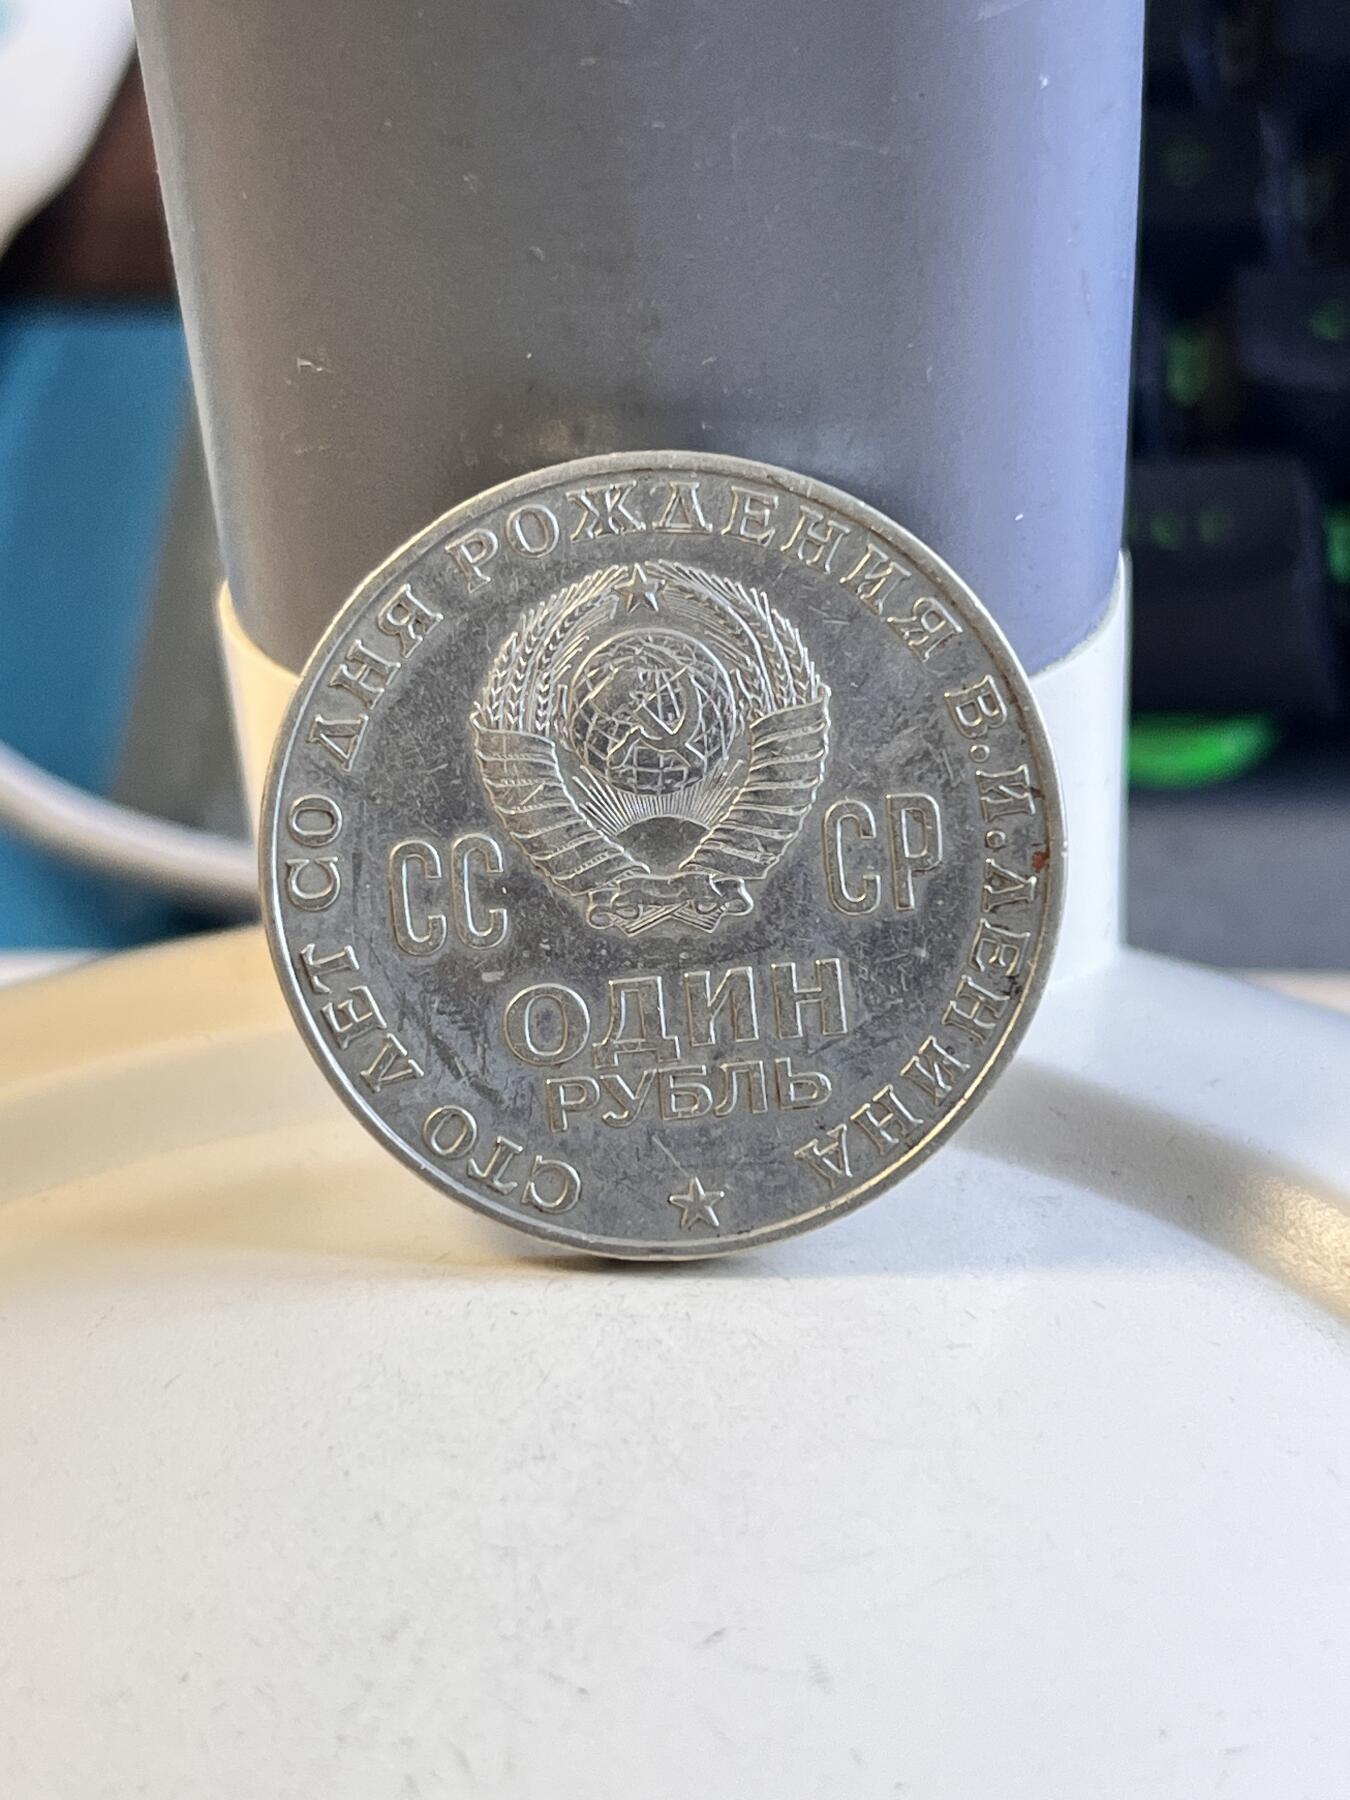 СТО ЛЕТ СО ДНЯ РОЖДЕНИЯ В.И.ЛЕНИНА
СС СР
ОДИН
РУБЛЬ